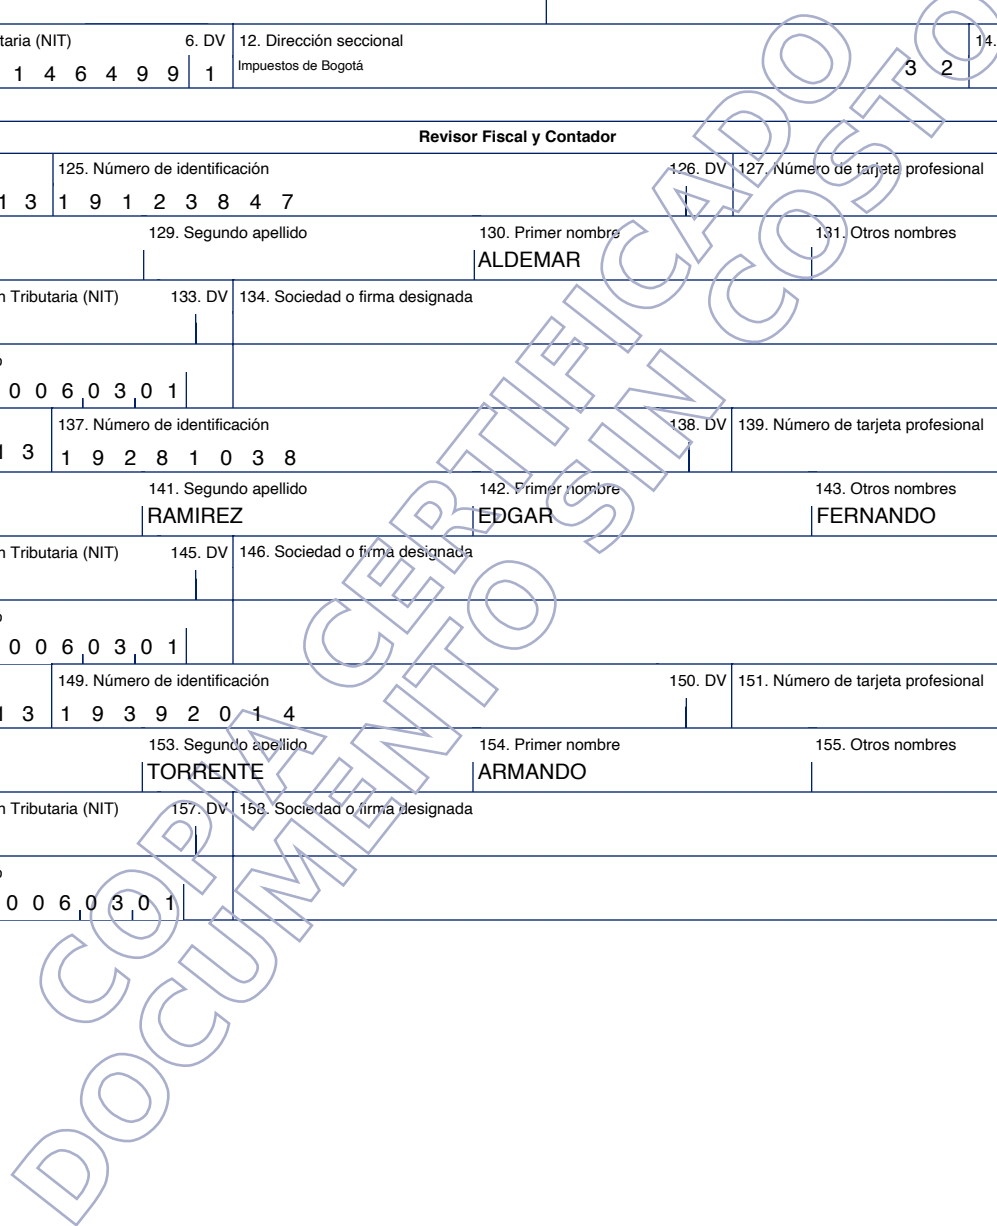 taria (NIT) 6. DV 12. Dirección seccional 14.
1 4 6 4 9 9 1 Impuestos de Bogotá 3 2
Revisor Fiscal y Contador
125. Número de identificación 126. DV 127. Número de tarjeta profesional
1 3 1 9 1 2 3 8 4 7
129. Segundo apellido 130. Primer nombre 131. Otros nombres
ALDEMAR
n Tributaria (NIT) 133. DV 134. Sociedad o firma designada
o
0 0 6 0 3 0 1
137. Número de identificación 138. DV 139. Número de tarjeta profesional
1 3 1 9 2 8 1 0 3 8
141. Segundo apellido 142. Primer nombre 143. Otros nombres
RAMIREZ EDGAR FERNANDO
n Tributaria (NIT) 145. DV 146. Sociedad o firma designada
o
0 0 6 0 3 0 1
149. Número de identificación 150. DV 151. Número de tarjeta profesional
1 3 1 9 3 9 2 0 1 4
153. Segundo apellido 154. Primer nombre 155. Otros nombres
TORRENTE ARMANDO
n Tributaria (NIT) 157. DV 158. Sociedad o firma designada
o
0 0 6 0 3 0 1
COPIA CERTIFICADO
DOCUMENTO SIN COSTO